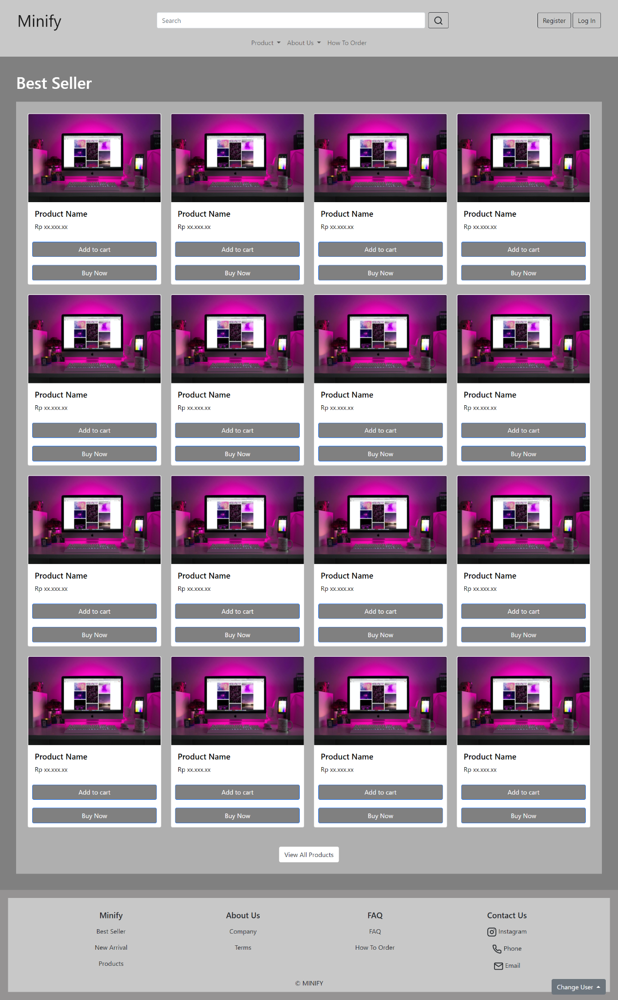 Minify
Search
Register
Log In
Product
About Us
How To Order
Best Seller
Product Name
Rp xx.xxx.xx
Add to cart
Buy Now
Product Name
Rp xx.xxx.xx
Add to cart
Buy Now
Product Name
Rp xx.xxx.xx
Add to cart
Buy Now
Product Name
Rp xx.xxx.xx
Add to cart
Buy Now
Product Name
Rp xx.xxx.xx
Add to cart
Buy Now
Product Name
Rp xx.xxx.xx
Add to cart
Buy Now
Product Name
Rp xx.xxx.xx
Add to cart
Buy Now
Product Name
Rp xx.xxx.xx
Add to cart
Buy Now
Product Name
Rp xx.xxx.xx
Add to cart
Buy Now
Product Name
Rp xx.xxx.xx
Add to cart
Buy Now
Product Name
Rp xx.xxx.xx
Add to cart
Buy Now
Product Name
Rp xx.xxx.xx
Add to cart
Buy Now
Product Name
Rp xx.xxx.xx
Add to cart
Buy Now
Product Name
Rp xx.xxx.xx
Add to cart
Buy Now
Product Name
Rp xx.xxx.xx
Add to cart
Buy Now
Product Name
Rp xx.xxx.xx
Add to cart
Buy Now
View All Products
Minify
Best Seller
New Arrival
Products
About Us
Company
Terms
FAQ
FAQ
How To Order
Contact Us
Instagram
Phone
Email
© MINIFY
Change User